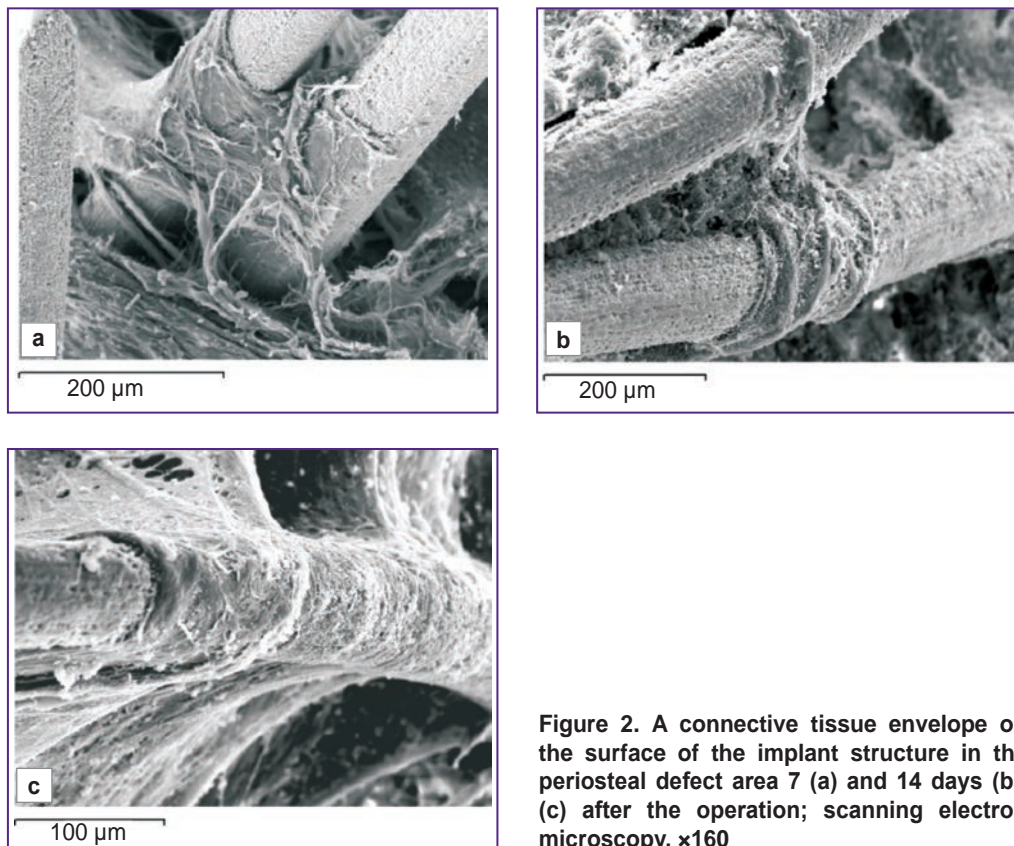 a
200 µm
b
200 µm
c
100 µm
Figure 2. A connective tissue envelope o
the surface of the implant structure in th
periosteal defect area 7 (a) and 14 days (b
(c) after the operation; scanning electro
microscopy, ×160